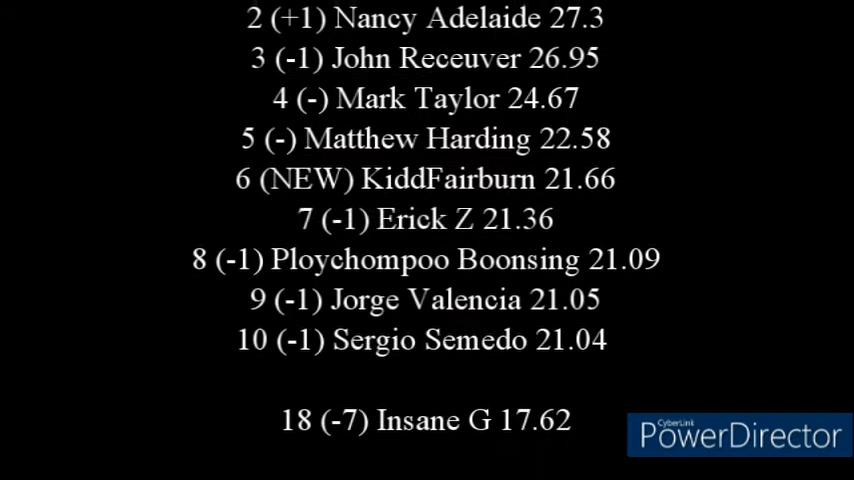 2 (+1) Nancy Adelaide 27.3
3 (-1) John Receuver 26.95
4 (-) Mark Taylor 24.67
5 (-) Matthew Harding 22.58
6 (NEW) KiddFairburn 21.66
7 (-1) Erick Z 21.36
8 (-1) Ploychompoo Boonsing 21.09
9 (-1) Jorge Valencia 21.05
10 (-1) Sergio Semedo 21.04
18 (-7) Insane G 17.62
CyberLink
PowerDirector